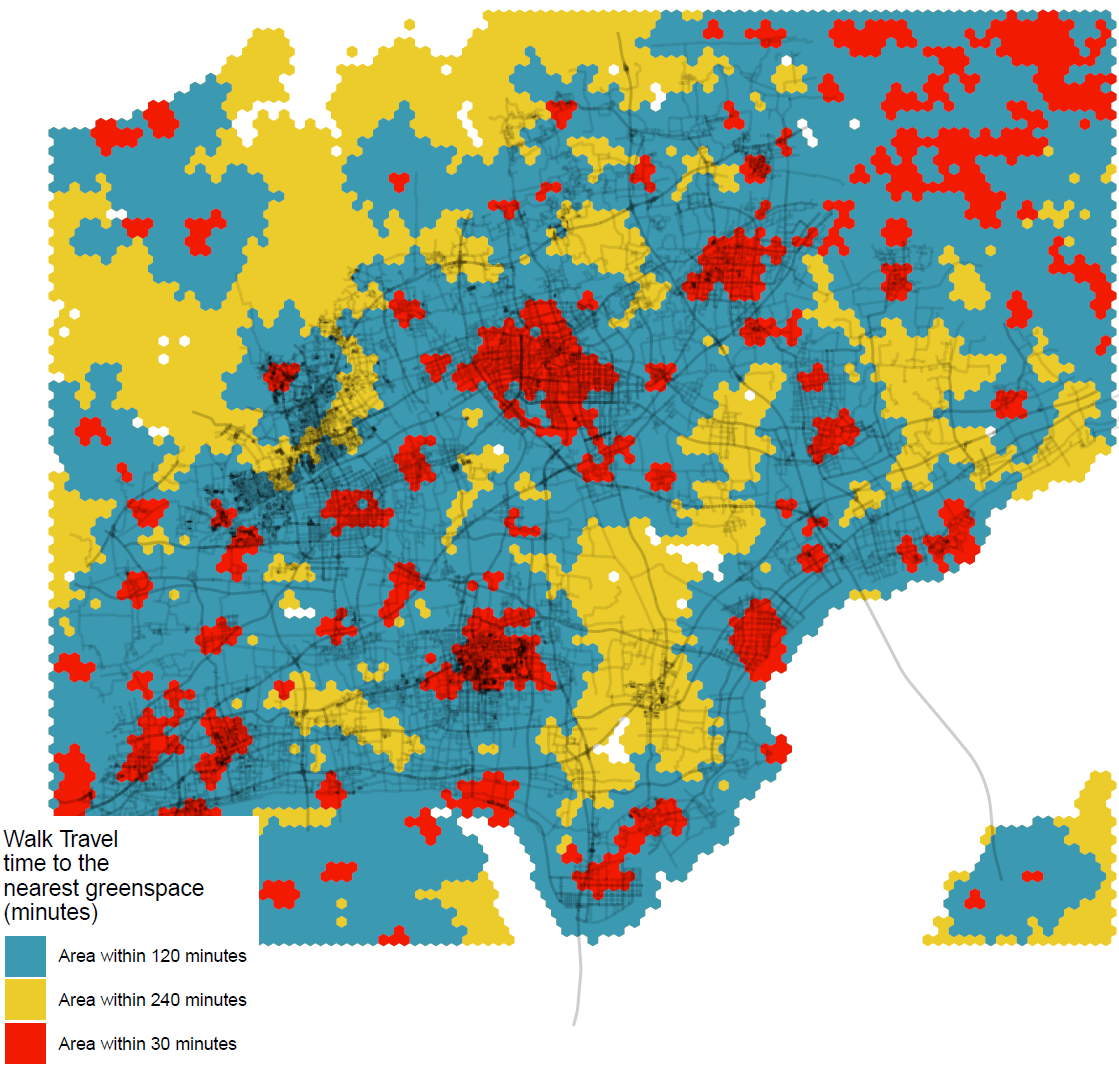 Walk Travel
time to the
nearest greenspace
(minutes)
Area within 120 minutes
Area within 240 minutes
Area within 30 minutes